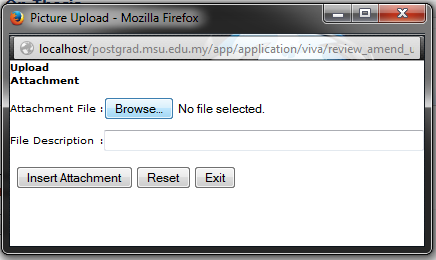 Picture Upload - Mozilla Firefox
localhost/postgrad.msu.edu.my/app/application/viva/review_amend_u
Upload
Attachment
Attachment File : Browse... No file selected.
File Description :
Insert Attachment Reset Exit